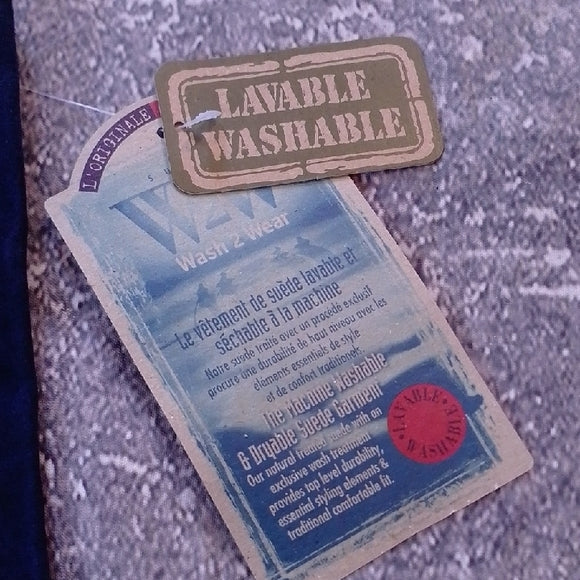 LAVABLE
WASHABLE
L'ORIGINALE
W2W
Wash 2 Wear
Le vêtement de suède lavable et
séchable à la machine
Notre suède traité avec un procédé exclusif
procure une durabilité de haut niveau avec les
éléments essentiels de style
et de confort traditionnel.
The Machine Washable
& Dryable Suede Garment
Our natural treated suede with an
exclusive wash treatment
provides top level durability,
essential styling elements &
traditional comfortable fit.
LAVABLE
WASHABLE